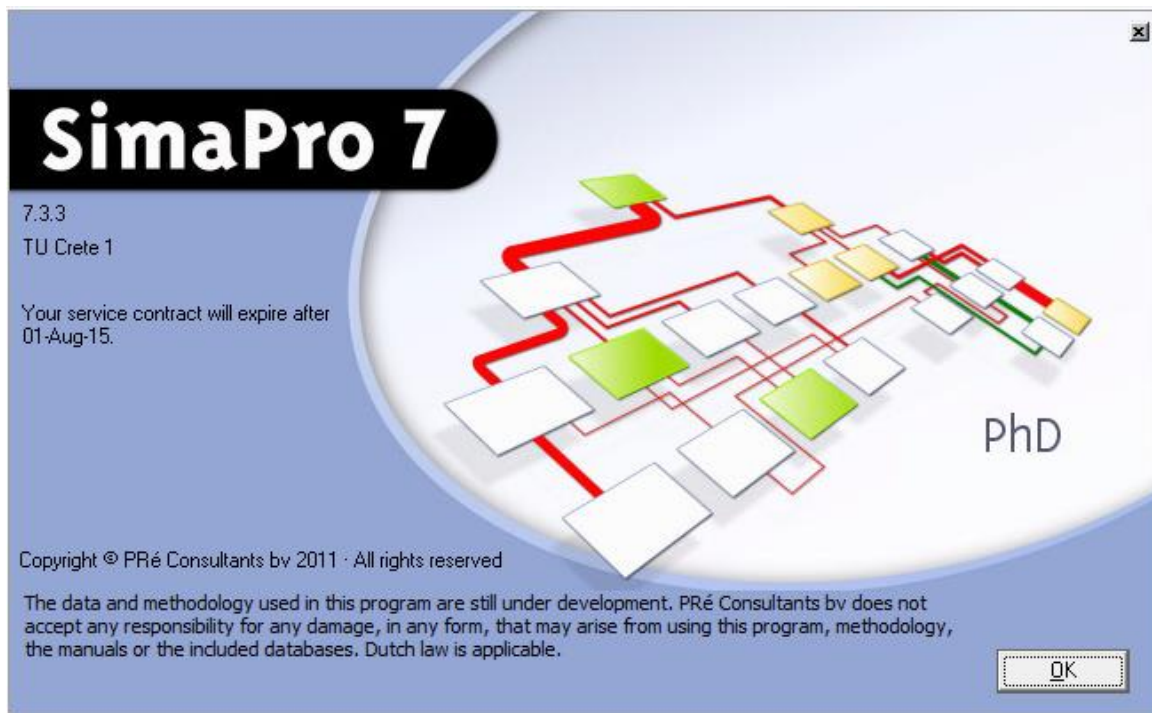 SimaPro 7
7.3.3
TU Crete 1
Your service contract will expire after
01-Aug-15.
PhD
Copyright © PRé Consultants bv 2011 · All rights reserved
The data and methodology used in this program are still under development. PRé Consultants bv does not
accept any responsibility for any damage, in any form, that may arise from using this program, methodology,
the manuals or the included databases. Dutch law is applicable.
OK